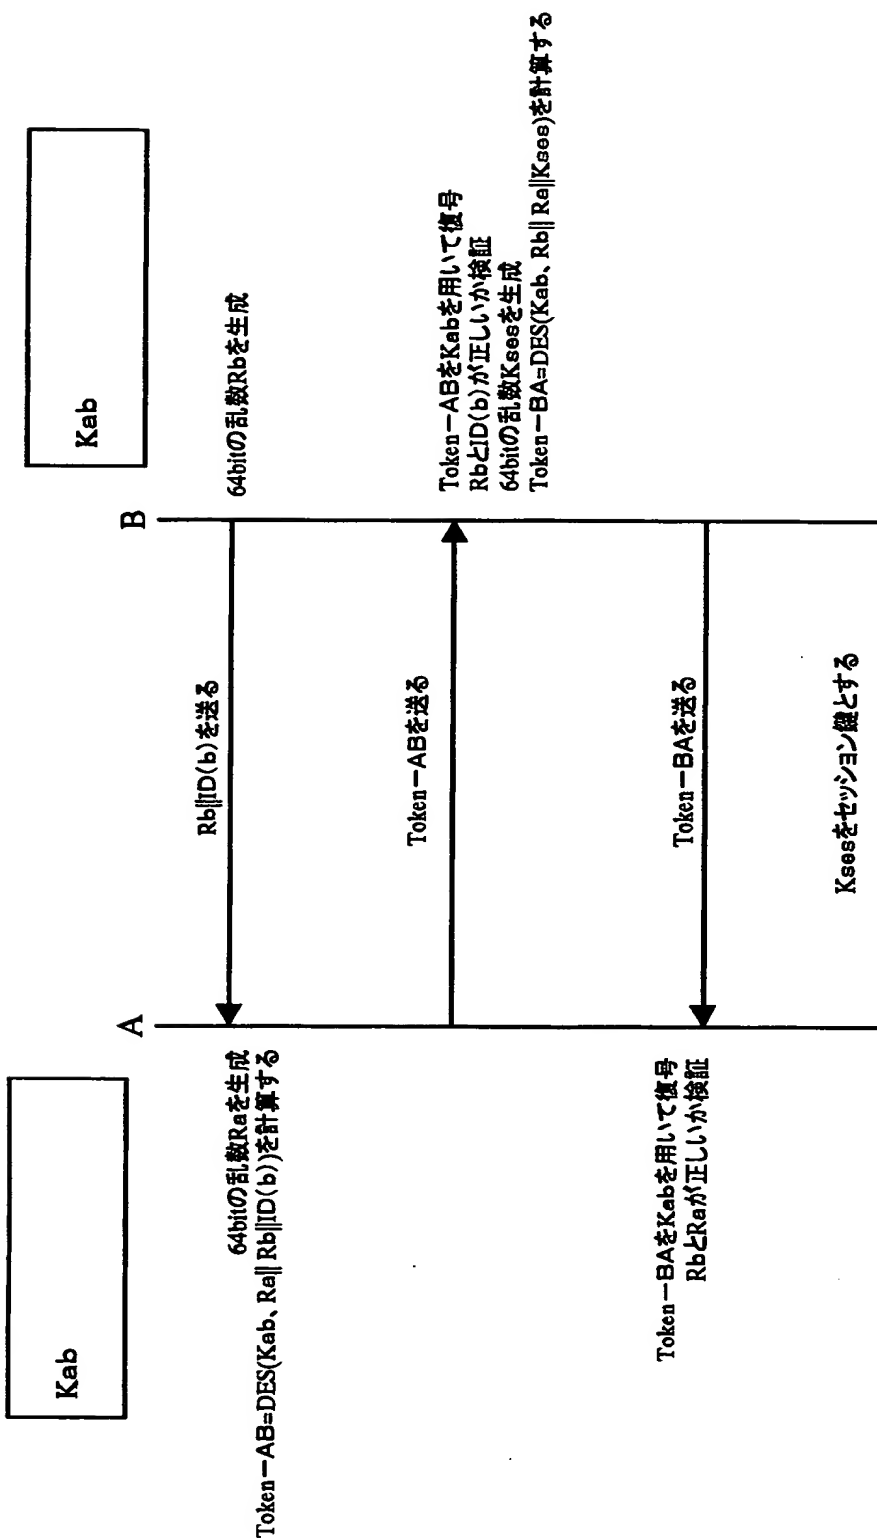 Kab
Kab
A
B
64bitの乱数Rbを生成
Rb||ID(b)を送る
64bitの乱数Raを生成
Token-AB=DES(Kab、Ra|| Rb||ID(b))を計算する
Token-ABを送る
Token-ABをKabを用いて復号
RbとID(b)が正しいか検証
64bitの乱数Ksesを生成
Token-BA=DES(Kab、Rb|| Ra||Kses)を計算する
Token-BAを送る
Token-BAをKabを用いて復号
RbとRaが正しいか検証
Ksesをセッション鍵とする